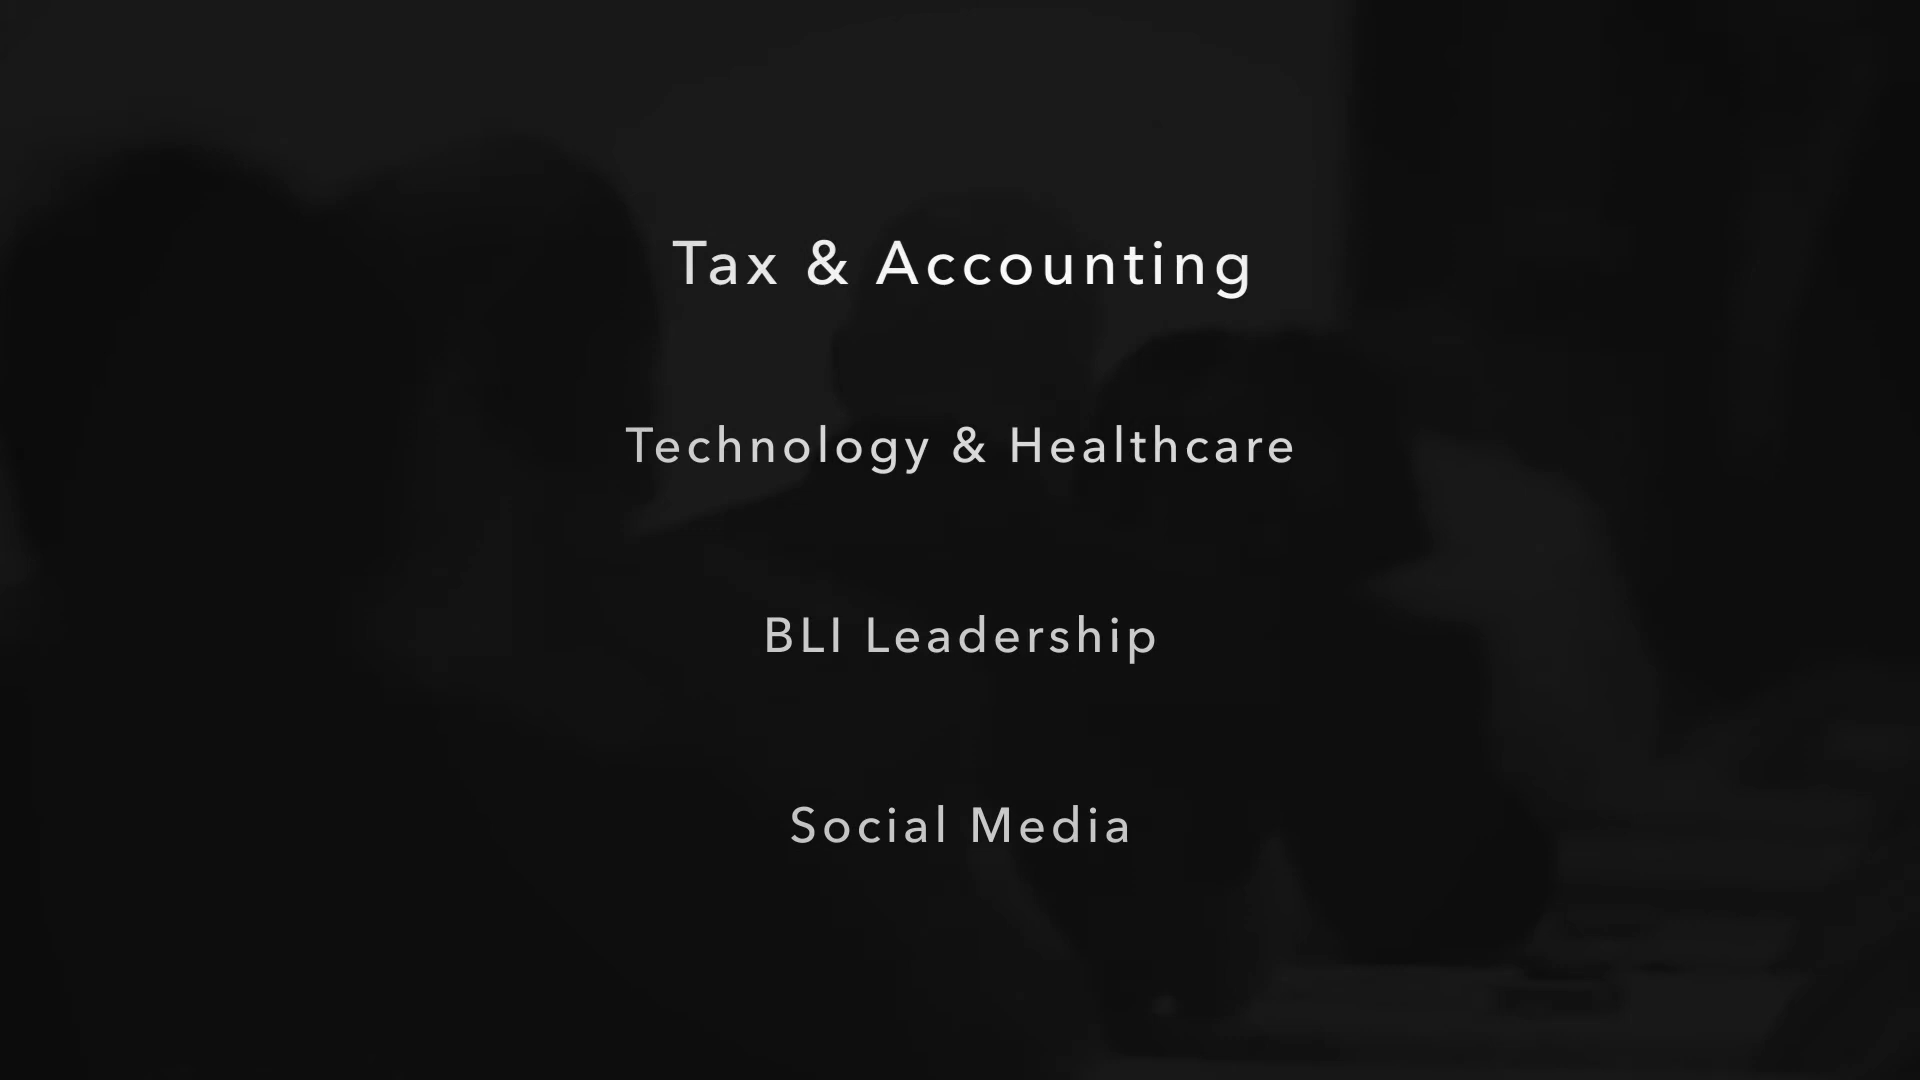 Tax & Accounting
Technology & Healthcare
BLI Leadership
Social Media